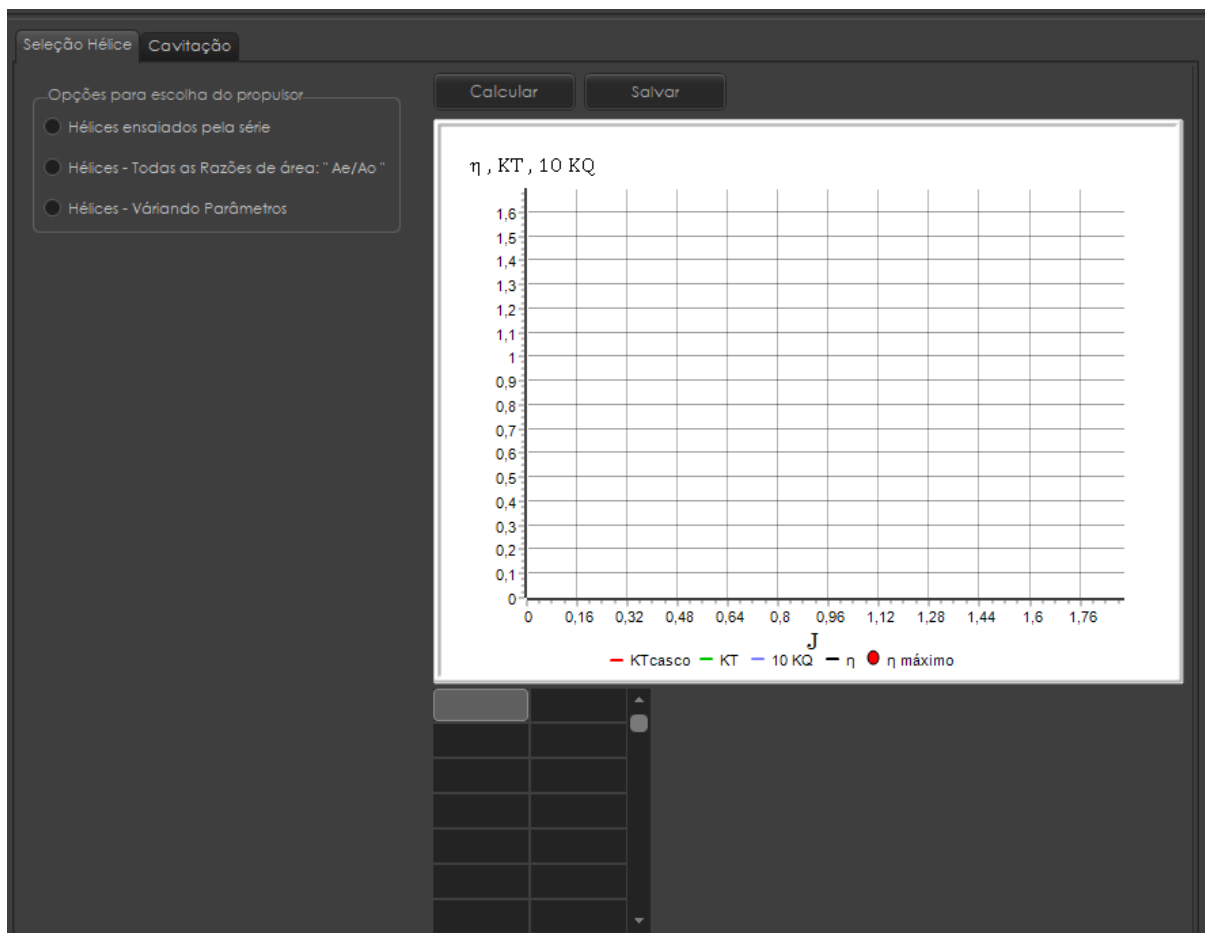 Seleção Hélice Cavitação
Opções para escolha do propulsor
Hélices ensaiados pela série
Hélices - Todas as Razões de área: " Ae/Ao "
Hélices - Váriando Parâmetros
Calcular Salvar
η , KT , 10 KQ
1,6
1,5
1,4
1,3
1,2
1,1
1
0,9
0,8
0,7
0,6
0,5
0,4
0,3
0,2
0,1
0
0 0,16 0,32 0,48 0,64 0,8 0,96 1,12 1,28 1,44 1,6 1,76
J
KTcasco KT 10 KQ η η máximo